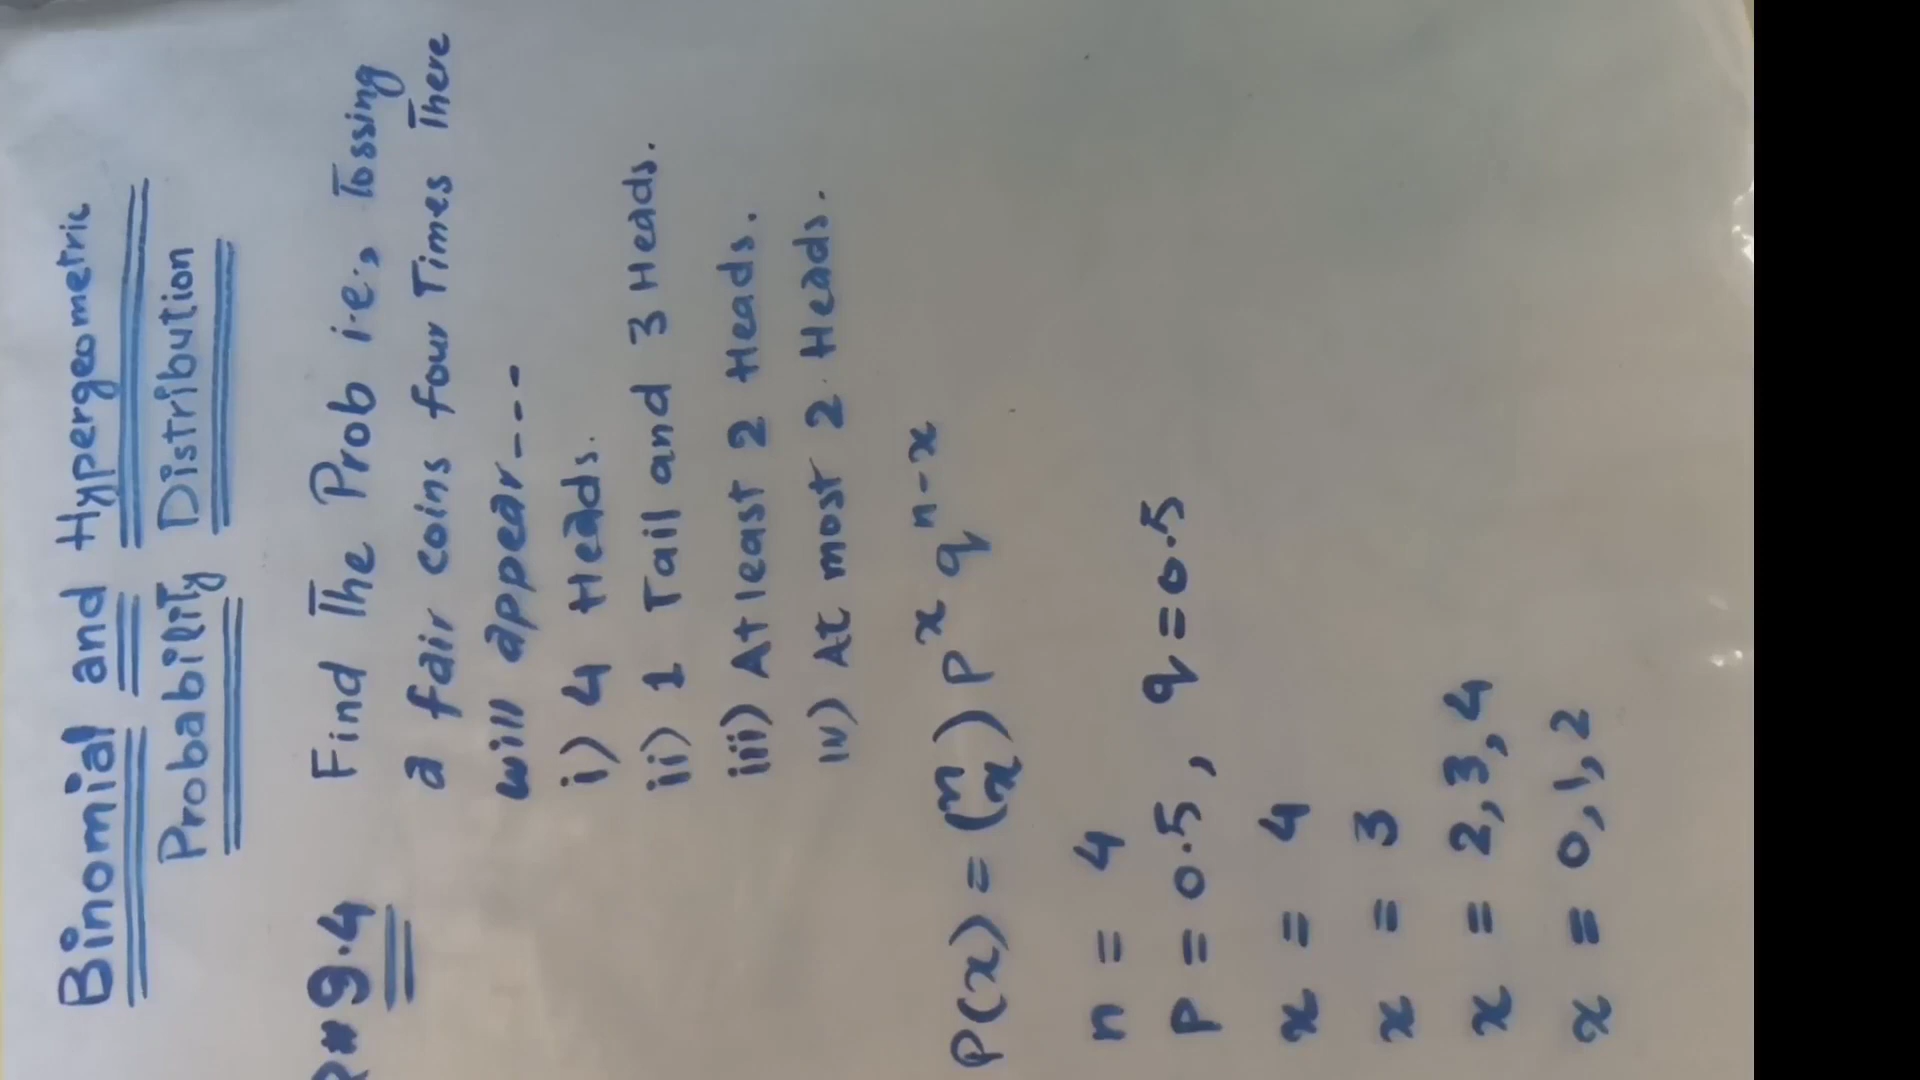 Binomial and Hypergeometric
Probability Distribution
9.4 Find The Prob i.e., Tossing
a fair coins four Times There
will appear---
i) 4 Heads.
ii) 1 Tail and 3 Heads.
iii) At least 2 Heads.
iv) At most 2 Heads.
P(x) = (n x) p^x q^n-x
n = 4
P = 0.5, q = 0.5
x = 4
x = 3
x = 2,3,4
x = 0,1,2